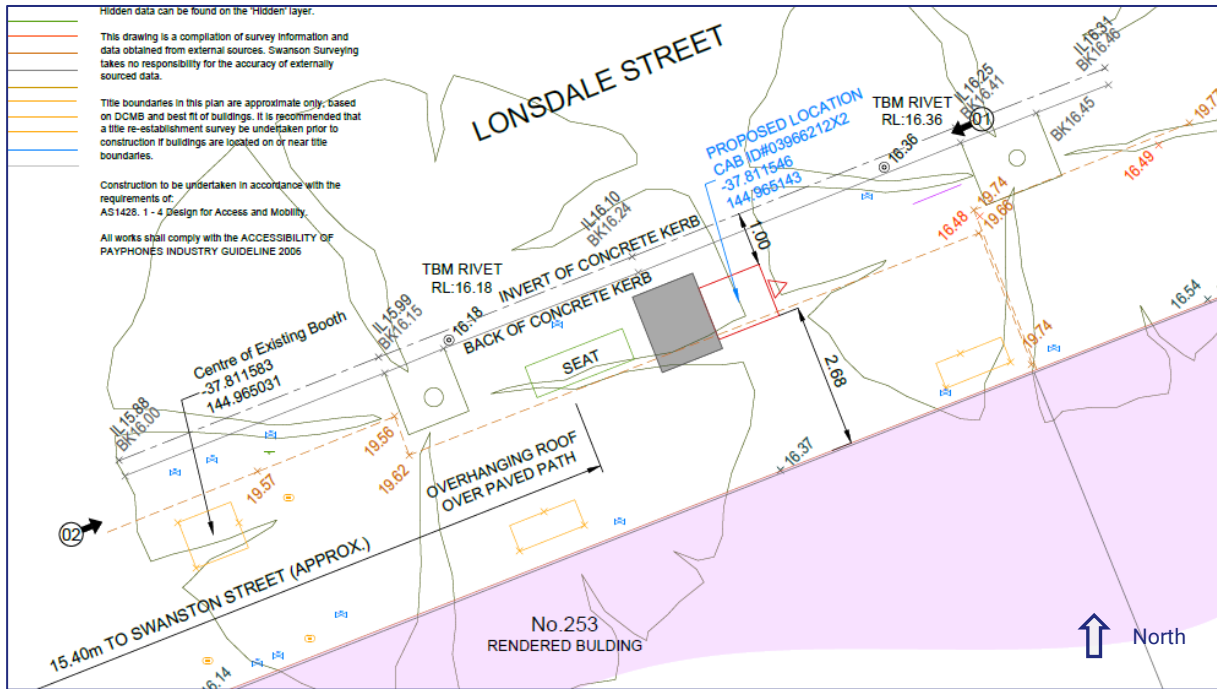 Hidden data can be found on the 'Hidden' layer.
This drawing is a compilation of survey information and
data obtained from external sources. Swanson Surveying
takes no responsibility for the accuracy of externally
sourced data.
Title boundaries in this plan are approximate only, based
on DCMB and best fit of buildings. It is recommended that
a title re-establishment survey be undertaken prior to
construction if buildings are located on or near title
boundaries.
Construction to be undertaken in accordance with the
requirements of:
AS1428. 1 - 4 Design for Access and Mobility.
All works shall comply with the ACCESSIBILITY OF
PAYPHONES INDUSTRY GUIDELINE 2006
LONSDALE STREET
IL16.31
BK16.46
IL16.25
BK16.41
BK16.45
TBM RIVET
RL:16.36
01
16.36
PROPOSED LOCATION
CAB ID#03966212X2
-37.811546
144.965143
19.77
16.49
19.74
19.66
16.48
IL16.10
BK16.24
1.00
INVERT OF CONCRETE KERB
BACK OF CONCRETE KERB
TBM RIVET
RL:16.18
16.18
IL15.99
BK16.15
SEAT
16.54
19.74
2.68
Centre of Existing Booth
-37.811583
144.965031
IL15.88
BK16.00
19.56
19.62
19.57
OVERHANGING ROOF
OVER PAVED PATH
16.37
02
15.40m TO SWANSTON STREET (APPROX.)
16.14
No.253
RENDERED BULDING
North